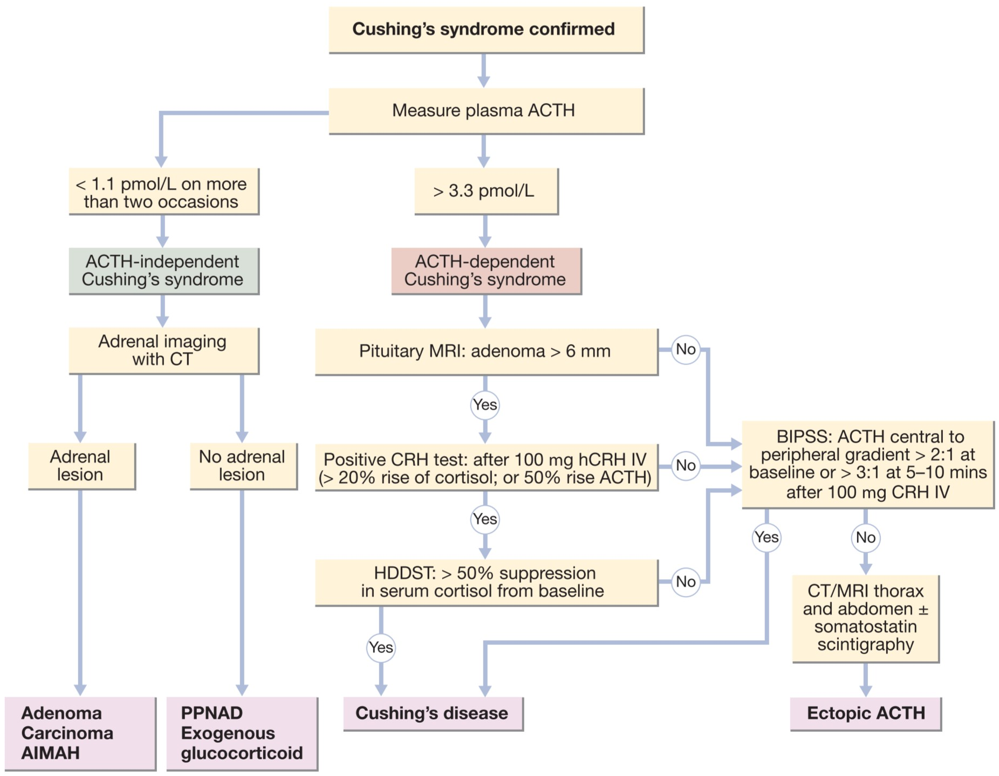 Cushing’s syndrome confirmed
Measure plasma ACTH
< 1.1 pmol/L on more
than two occasions
> 3.3 pmol/L
ACTH-independent
Cushing’s syndrome
ACTH-dependent
Cushing’s syndrome
Adrenal imaging
with CT
Pituitary MRI: adenoma > 6 mm
No
Yes
Adrenal
lesion
No adrenal
lesion
Positive CRH test: after 100 mg hCRH IV
(> 20% rise of cortisol; or 50% rise ACTH)
No
BIPSS: ACTH central to
peripheral gradient > 2:1 at
baseline or > 3:1 at 5–10 mins
after 100 mg CRH IV
Yes
Yes
No
HDDST: > 50% suppression
in serum cortisol from baseline
No
CT/MRI thorax
and abdomen ±
somatostatin
scintigraphy
Yes
Adenoma
Carcinoma
AIMAH
PPNAD
Exogenous
glucocorticoid
Cushing’s disease
Ectopic ACTH